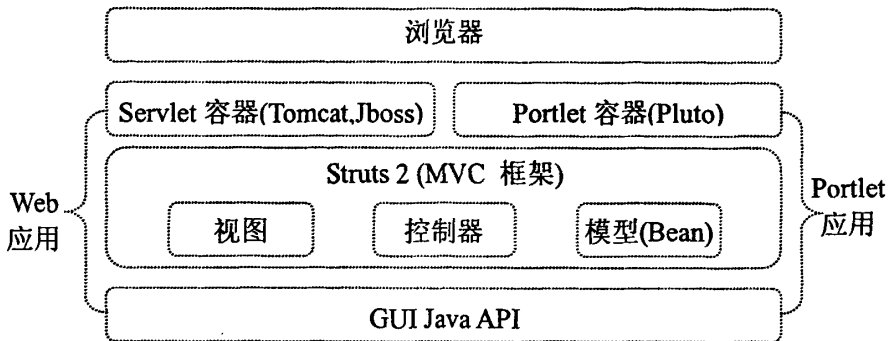 浏览器
Servlet 容器(Tomcat,Jboss)
Portlet 容器(Pluto)
Struts 2 (MVC 框架)
Web
应用
视图
控制器
模型(Bean)
Portlet
应用
GUI Java API